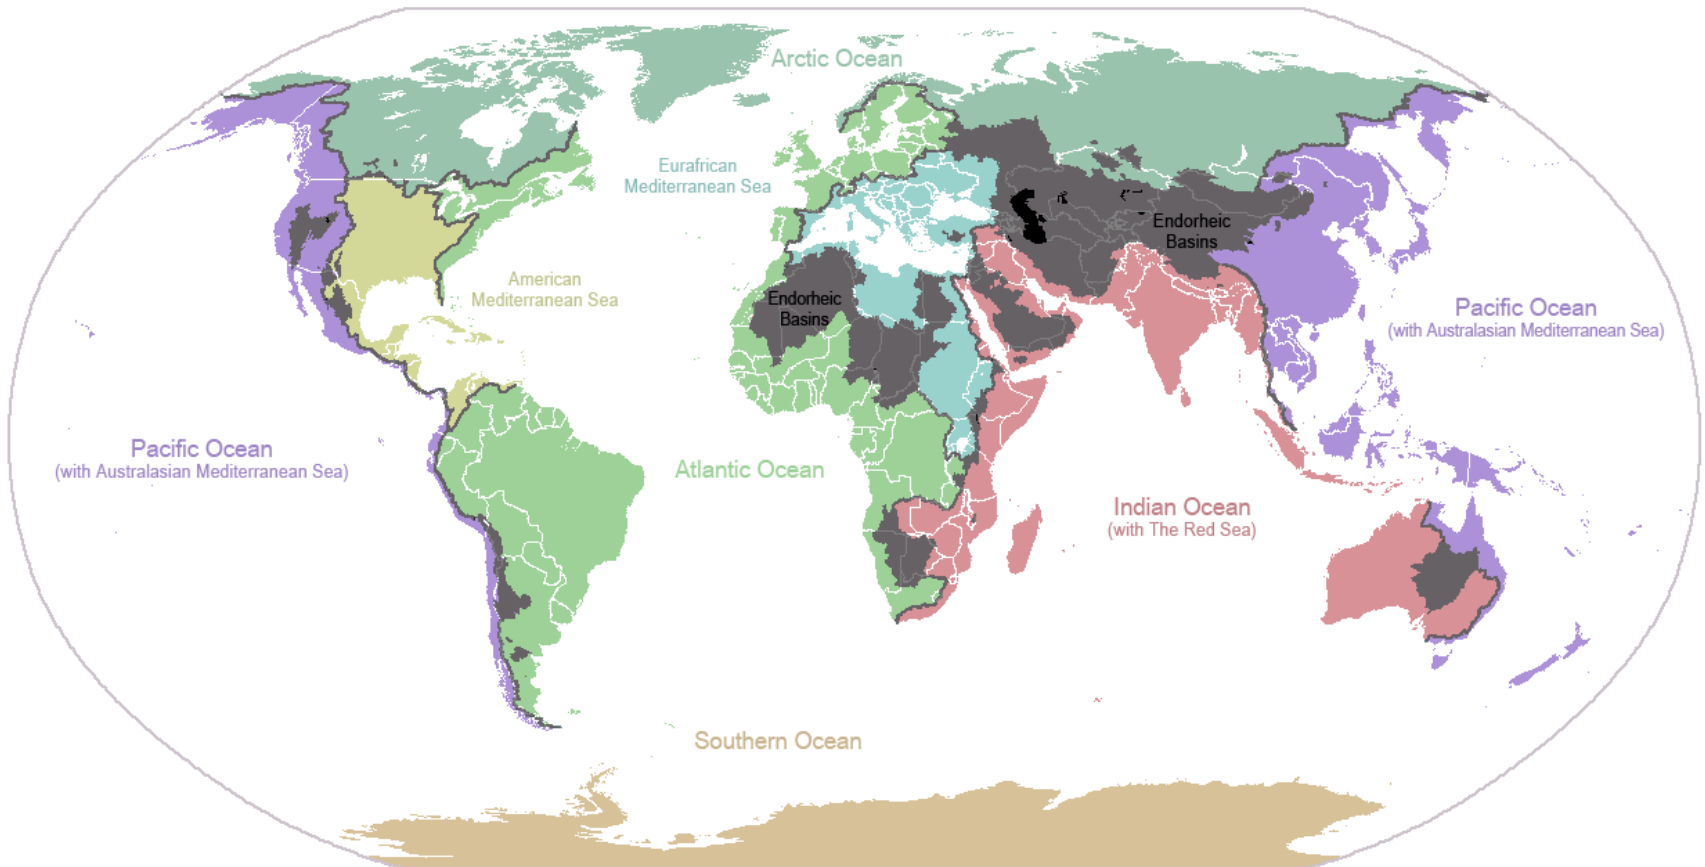 Arctic Ocean
Eurafrican
Mediterranean Sea
Endorheic
Basins
American
Mediterranean Sea
Endorheic
Basins
Pacific Ocean
(with Australasian Mediterranean Sea)
Pacific Ocean
(with Australasian Mediterranean Sea)
Atlantic Ocean
Indian Ocean
(with The Red Sea)
Southern Ocean